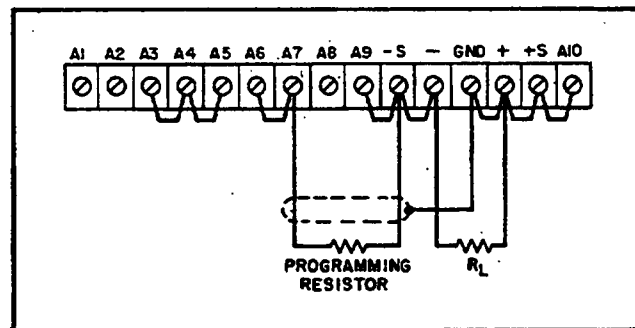 A1 A2 A3 A4 A5 A6 A7 A8 A9 -S - GND + +S A10
PROGRAMMING
RESISTOR
RL